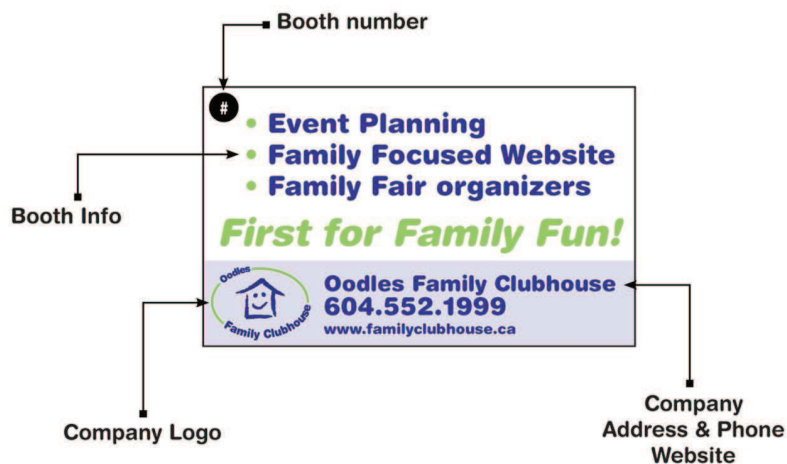 Booth number
#
• Event Planning
• Family Focused Website
• Family Fair organizers
Booth Info
First for Family Fun!
Oodles
Family Clubhouse
Oodles Family Clubhouse
604.552.1999
www.familyclubhouse.ca
Company Logo
Company
Address & Phone
Website